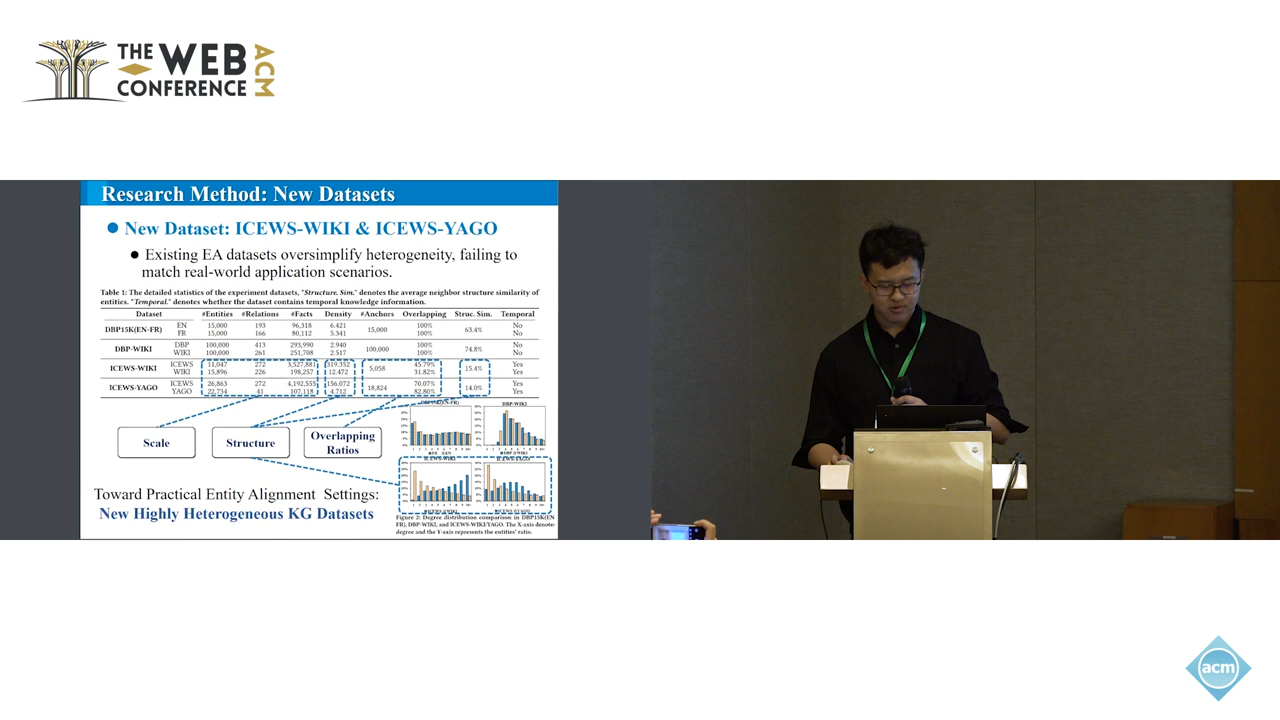 THE WEB
CONFERENCE
ACM
Research Method: New Datasets
New Dataset: ICEWS-WIKI & ICEWS-YAGO
Existing EA datasets oversimplify heterogeneity, failing to
match real-world application scenarios.
Table 1: The detailed statistics of the experiment datasets, "Structure. Sim." denotes the average neighbor structure similarity of
entities. "Temporal." denotes whether the dataset contains temporal knowledge information.
Dataset #Entities #Relations #Facts Density #Anchors Overlapping Struc. Sim. Temporal
DBP15K(EN-FR) EN 15,000 193 96,318 6.421 15,000 100% 63.4% No
FR 15,000 166 80,112 5.341 100% No
DBP-WIKI DBP 100,000 413 293,990 2.940 100,000 100% 74.8% No
WIKI 100,000 261 251,708 2.517 100% No
ICEWS-WIKI ICEWS 11,047 272 3,527,881 319.352 5,058 45.79% 15.4% Yes
WIKI 15,896 226 198,257 12.472 31.82% Yes
ICEWS-YAGO ICEWS 26,863 272 4,192,555 156.072 18,824 70.07% 14.0% Yes
YAGO 22,734 41 107,118 4.712 82.80% Yes
Scale
Structure
Overlapping
Ratios
DBP15K(EN-FR)
DBP-WIKI
ICEWS-WIKI
ICEWS-YAGO
Toward Practical Entity Alignment Settings:
New Highly Heterogeneous KG Datasets
Figure 2: Degree distribution comparison in DBP15K(EN
FR), DBP-WIKI, and ICEWS-WIKI/YAGO. The X-axis denotes
degree and the Y-axis represents the entities' ratio.
acm